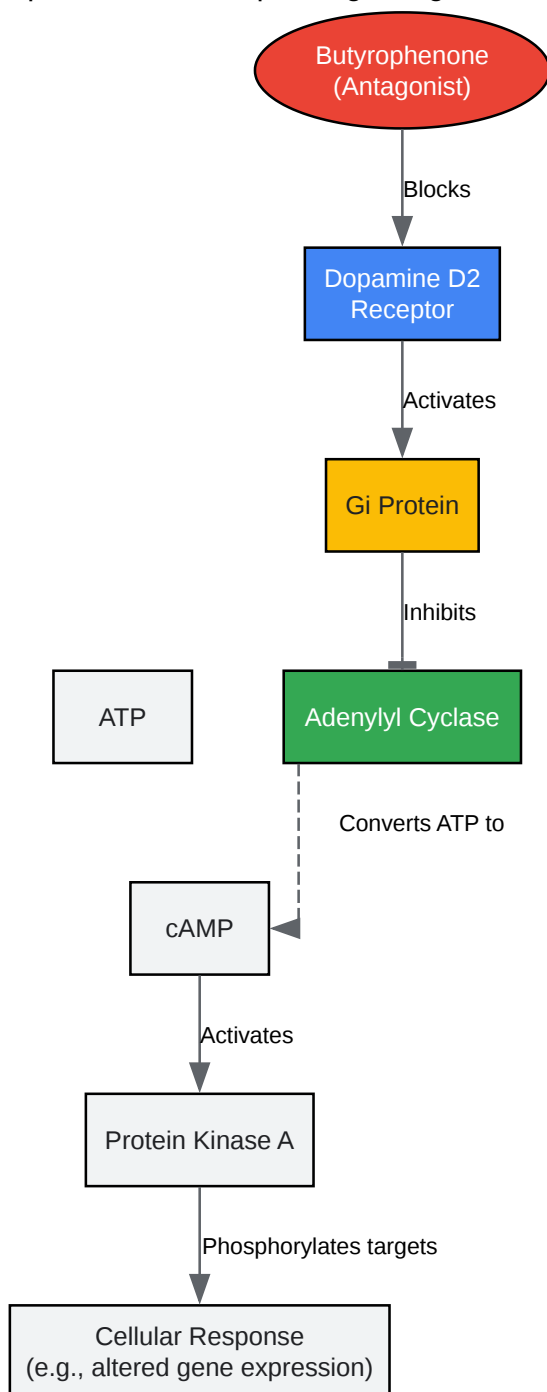 Butyrophenone
(Antagonist)
Blocks
Dopamine D2
Receptor
Activates
Gi Protein
Inhibits
ATP
Adenylyl Cyclase
Converts ATP to
cAMP
Activates
Protein Kinase A
Phosphorylates targets
Cellular Response
(e.g., altered gene expression)